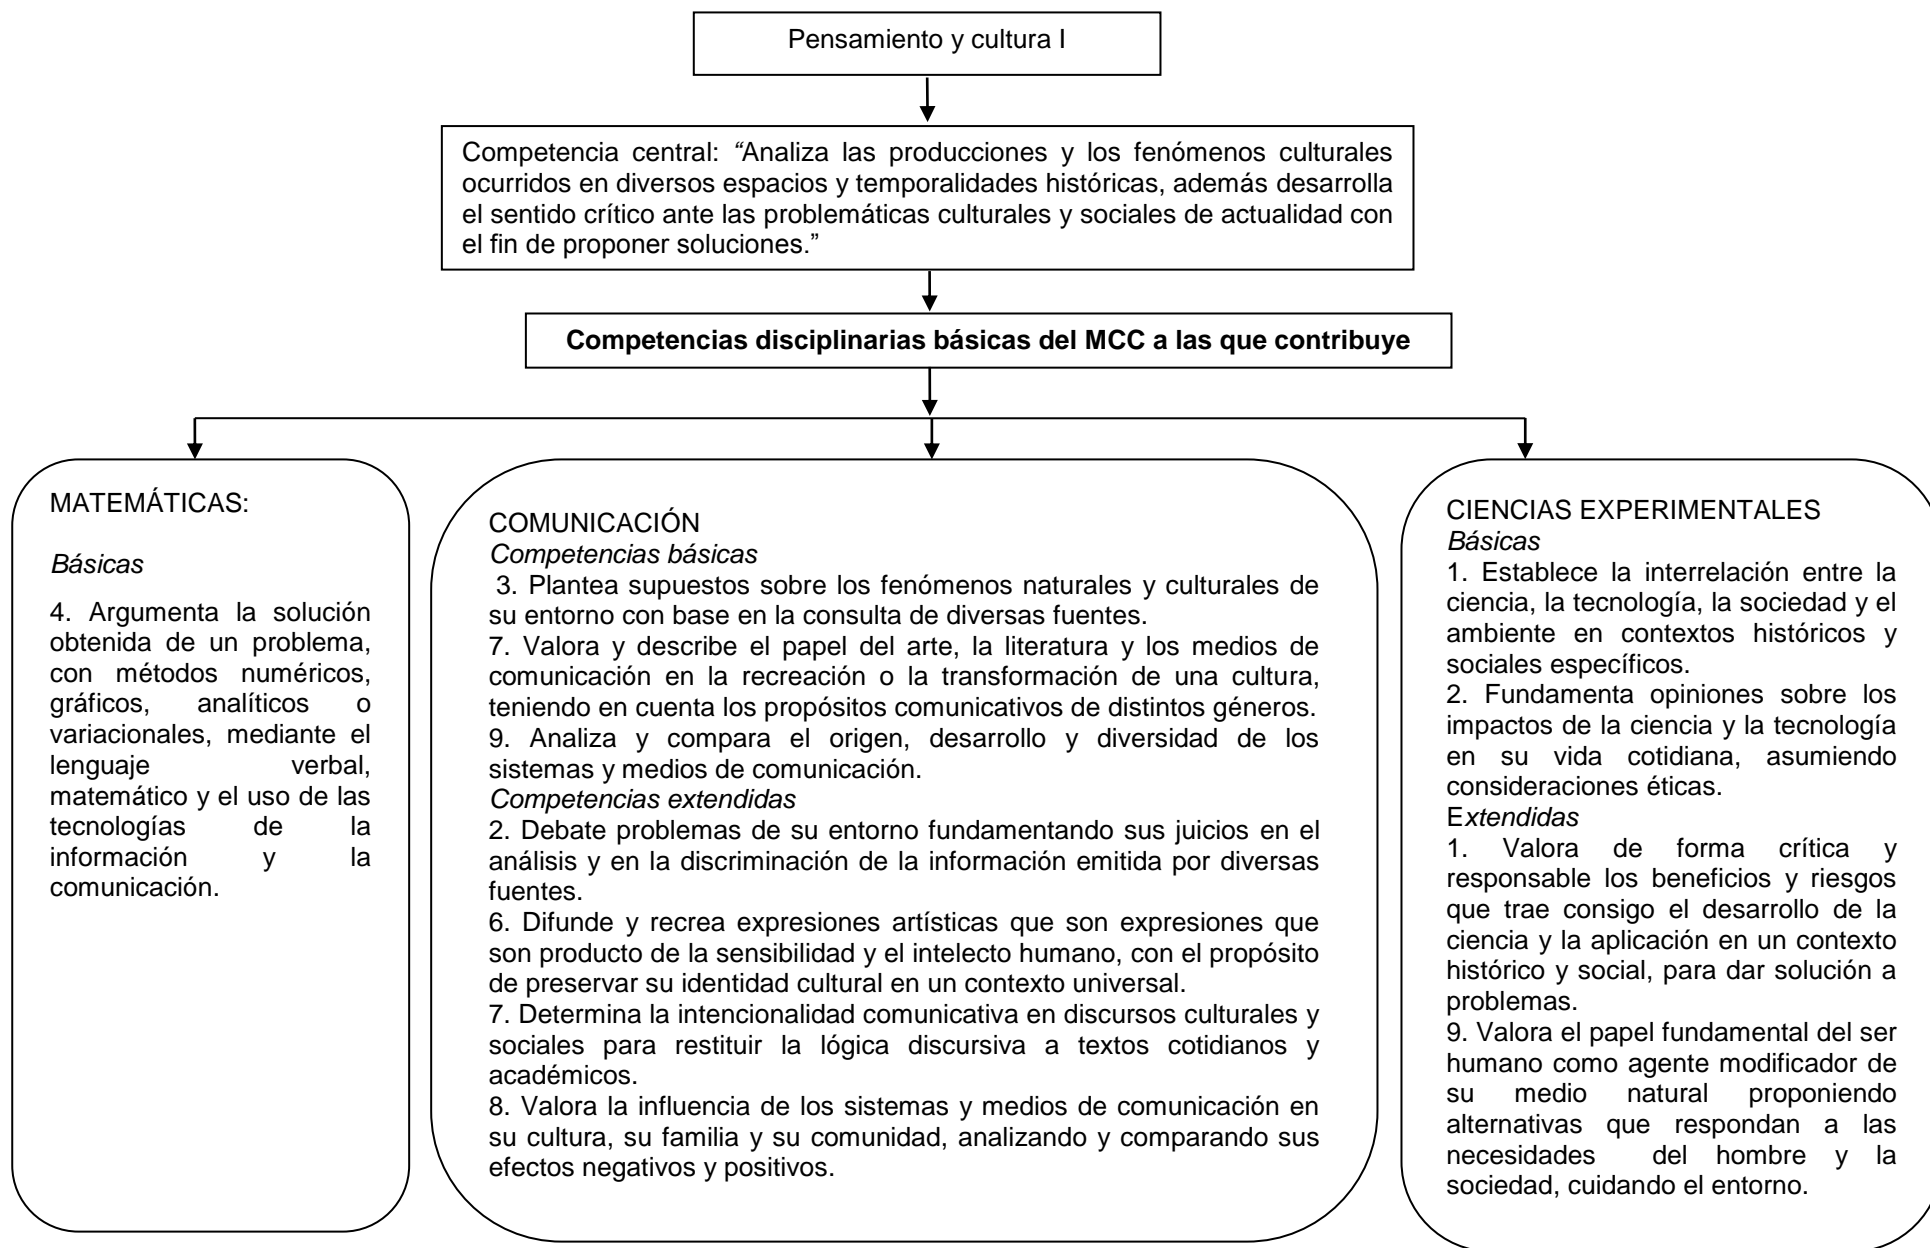 Pensamiento y cultura I
Competencia central: “Analiza las producciones y los fenómenos culturales
ocurridos en diversos espacios y temporalidades históricas, además desarrolla
el sentido crítico ante las problemáticas culturales y sociales de actualidad con
el fin de proponer soluciones.”
Competencias disciplinarias básicas del MCC a las que contribuye
MATEMÁTICAS:
Básicas
4. Argumenta la solución
obtenida de un problema,
con métodos numéricos,
gráficos, analíticos o
variacionales, mediante el
lenguaje verbal,
matemático y el uso de las
tecnologías de la
información y la
comunicación.
COMUNICACIÓN
Competencias básicas
3. Plantea supuestos sobre los fenómenos naturales y culturales de
su entorno con base en la consulta de diversas fuentes.
7. Valora y describe el papel del arte, la literatura y los medios de
comunicación en la recreación o la transformación de una cultura,
teniendo en cuenta los propósitos comunicativos de distintos géneros.
9. Analiza y compara el origen, desarrollo y diversidad de los
sistemas y medios de comunicación.
Competencias extendidas
2. Debate problemas de su entorno fundamentando sus juicios en el
análisis y en la discriminación de la información emitida por diversas
fuentes.
6. Difunde y recrea expresiones artísticas que son expresiones que
son producto de la sensibilidad y el intelecto humano, con el propósito
de preservar su identidad cultural en un contexto universal.
7. Determina la intencionalidad comunicativa en discursos culturales y
sociales para restituir la lógica discursiva a textos cotidianos y
académicos.
8. Valora la influencia de los sistemas y medios de comunicación en
su cultura, su familia y su comunidad, analizando y comparando sus
efectos negativos y positivos.
CIENCIAS EXPERIMENTALES
Básicas
1. Establece la interrelación entre la
ciencia, la tecnología, la sociedad y el
ambiente en contextos históricos y
sociales específicos.
2. Fundamenta opiniones sobre los
impactos de la ciencia y la tecnología
en su vida cotidiana, asumiendo
consideraciones éticas.
Extendidas
1. Valora de forma crítica y
responsable los beneficios y riesgos
que trae consigo el desarrollo de la
ciencia y la aplicación en un contexto
histórico y social, para dar solución a
problemas.
9. Valora el papel fundamental del ser
humano como agente modificador de
su medio natural proponiendo
alternativas que respondan a las
necesidades del hombre y la
sociedad, cuidando el entorno.